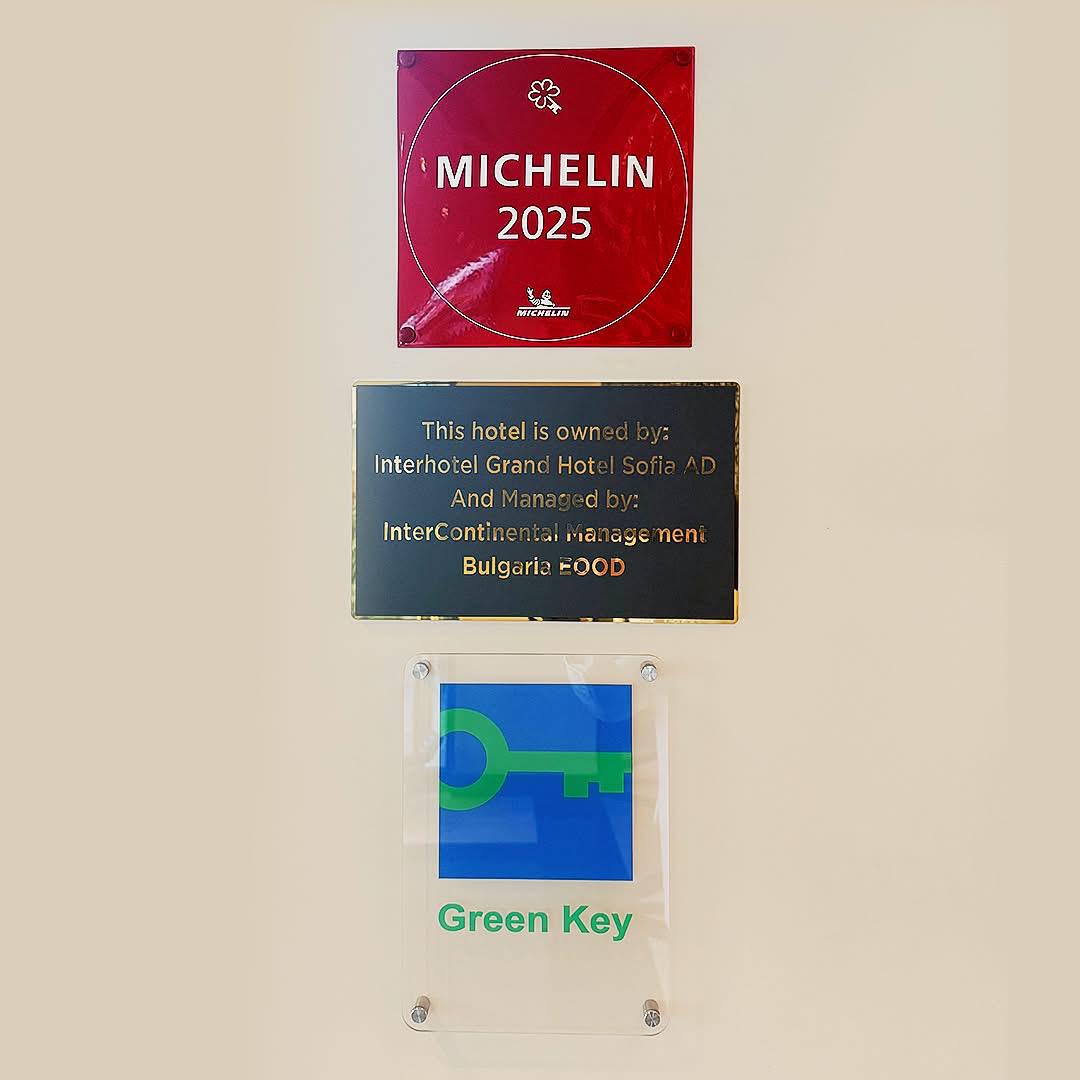 MICHELIN
2025
MICHELIN
This hotel is owned by:
Interhotel Grand Hotel Sofia AD
And Managed by:
InterContinental Management
Bulgaria EOOD
Green Key